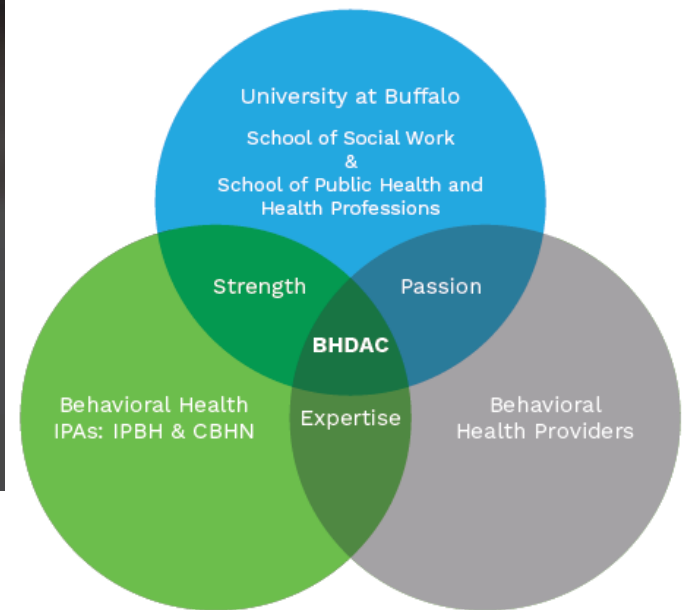 University at Buffalo
School of Social Work
&
School of Public Health and
Health Professions
Strength
Passion
BHDAC
Behavioral Health
IPAs: IPBH & CBHN
Expertise
Behavioral
Health Providers